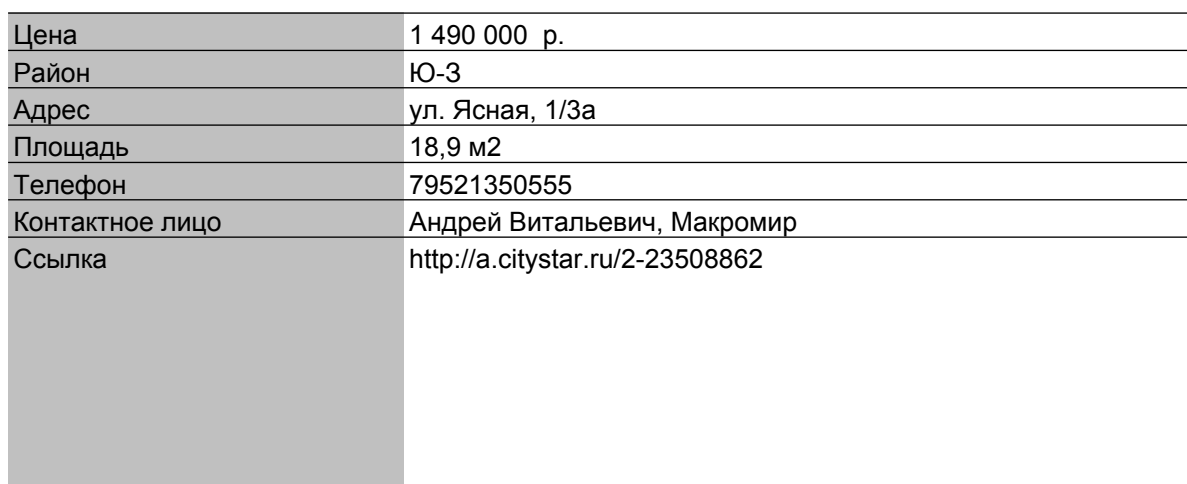 Цена 1 490 000 р.
Район Ю-З
Адрес ул. Ясная, 1/3а
Площадь 18,9 м2
Телефон 79521350555
Контактное лицо Андрей Витальевич, Макромир
Ссылка http://a.citystar.ru/2-23508862